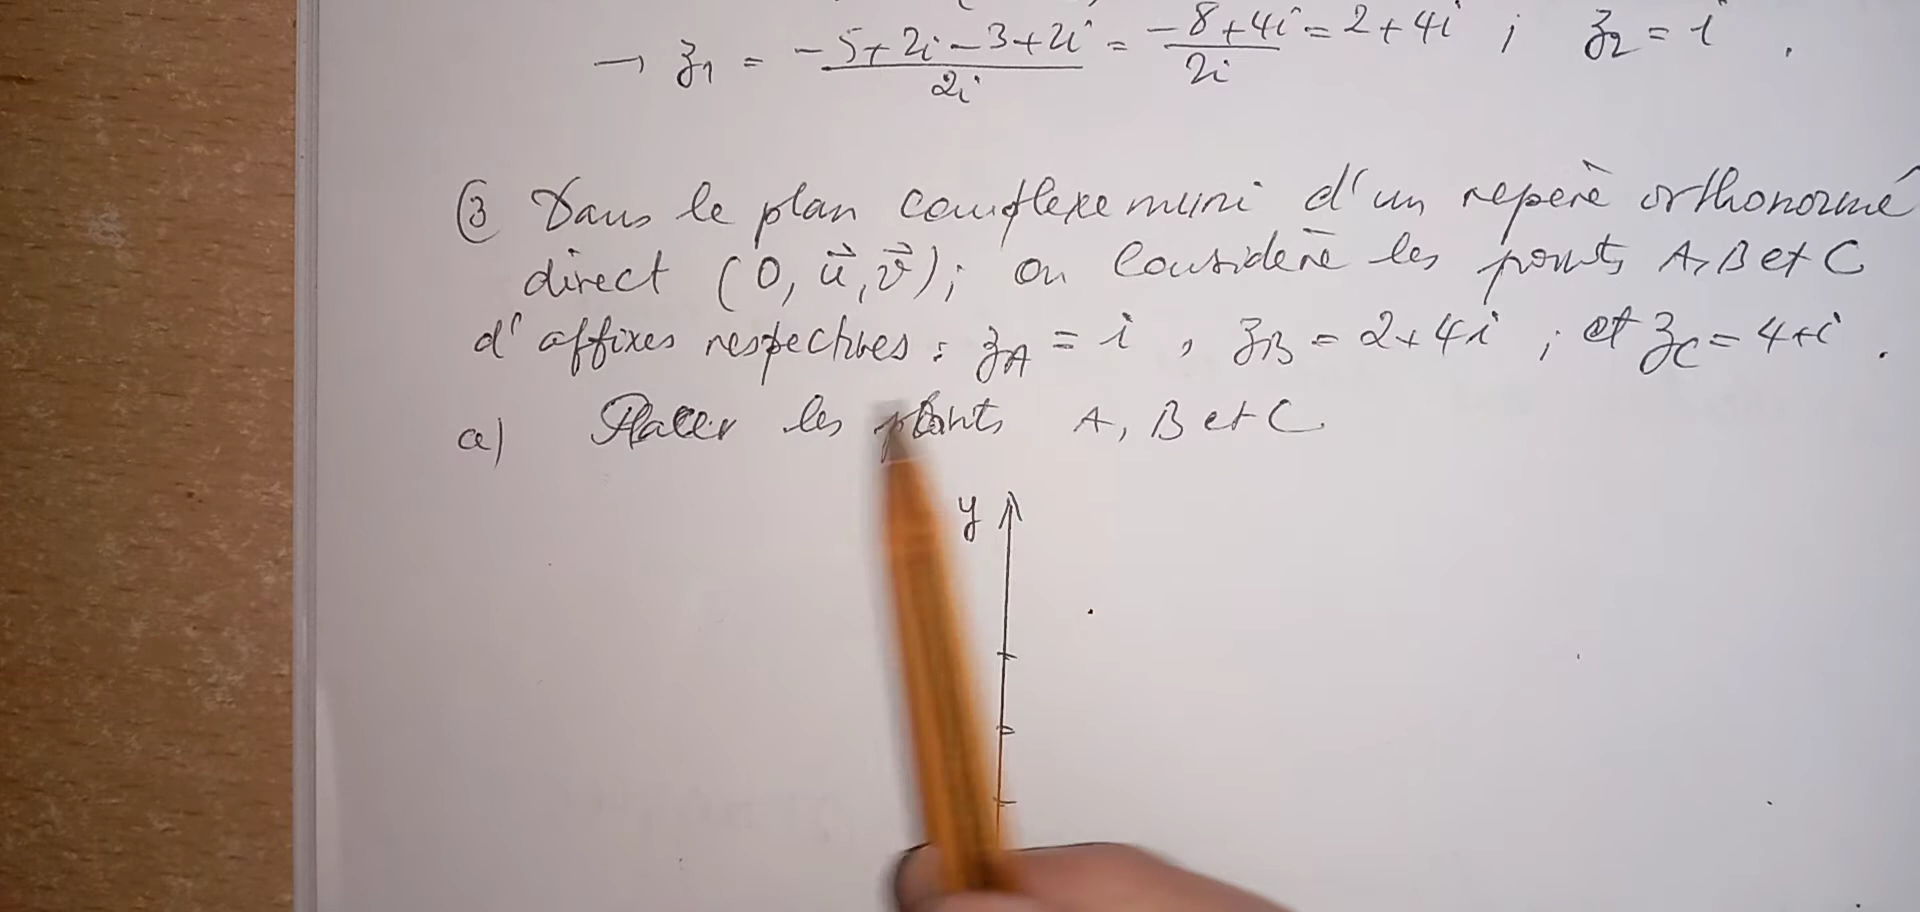 → z₁ = (-5+2i-3+2i)/2i = (-8+4i)/2i = 2+4i ; z₂ = i .
③ Dans le plan complexe muni d'un repère orthonormé
direct (O, u⃗, v⃗) ; on considère les points A, B et C
d'affixes respectives : z_A = i , z_B = 2+4i ; et z_C = 4+i .
a) Placer les points A, B et C
y